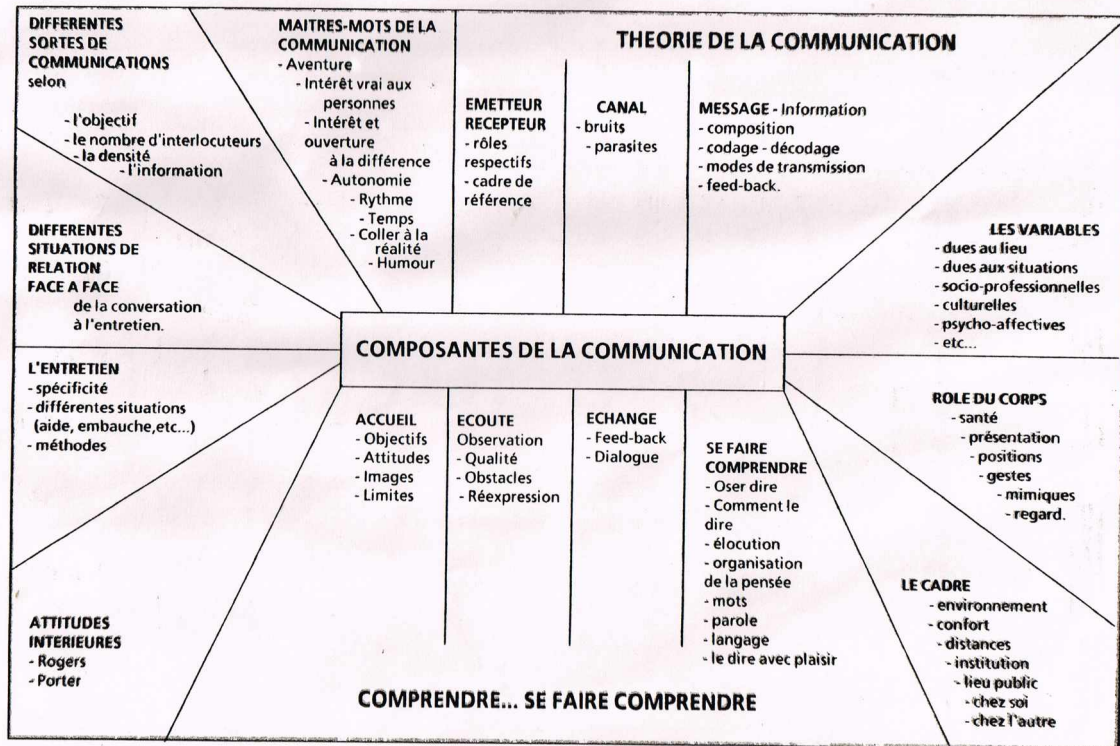 DIFFERENTES
SORTES DE
COMMUNICATIONS
selon
- l'objectif
- le nombre d'interlocuteurs
- la densité
- l'information
MAITRES-MOTS DE LA
COMMUNICATION
- Aventure
- Intérêt vrai aux
personnes
- Intérêt et
ouverture
à la différence
- Autonomie
- Rythme
- Temps
- Coller à la
réalité
- Humour
THEORIE DE LA COMMUNICATION
EMETTEUR
RECEPTEUR
- rôles
respectifs
- cadre de
référence
CANAL
- bruits
- parasites
MESSAGE - Information
- composition
- codage - décodage
- modes de transmission
- feed-back.
LES VARIABLES
- dues au lieu
- dues aux situations
- socio-professionnelles
- culturelles
- psycho-affectives
- etc...
DIFFERENTES
SITUATIONS DE
RELATION
FACE A FACE
de la conversation
à l'entretien.
COMPOSANTES DE LA COMMUNICATION
L'ENTRETIEN
- spécificité
- différentes situations
(aide, embauche,etc...)
- méthodes
ROLE DU CORPS
- santé
- présentation
- positions
- gestes
- mimiques
- regard.
ACCUEIL
- Objectifs
- Attitudes
- Images
- Limites
ECOUTE
Observation
- Qualité
- Obstacles
- Réexpression
ECHANGE
- Feed-back
- Dialogue
SE FAIRE
COMPRENDRE
- Oser dire
- Comment le
dire
- élocution
- organisation
de la pensée
- mots
- parole
- langage
- le dire avec plaisir
LE CADRE
- environnement
- confort
- distances
- institution
- lieu public
- chez soi
- chez l'autre
ATTITUDES
INTERIEURES
- Rogers
- Porter
COMPRENDRE... SE FAIRE COMPRENDRE